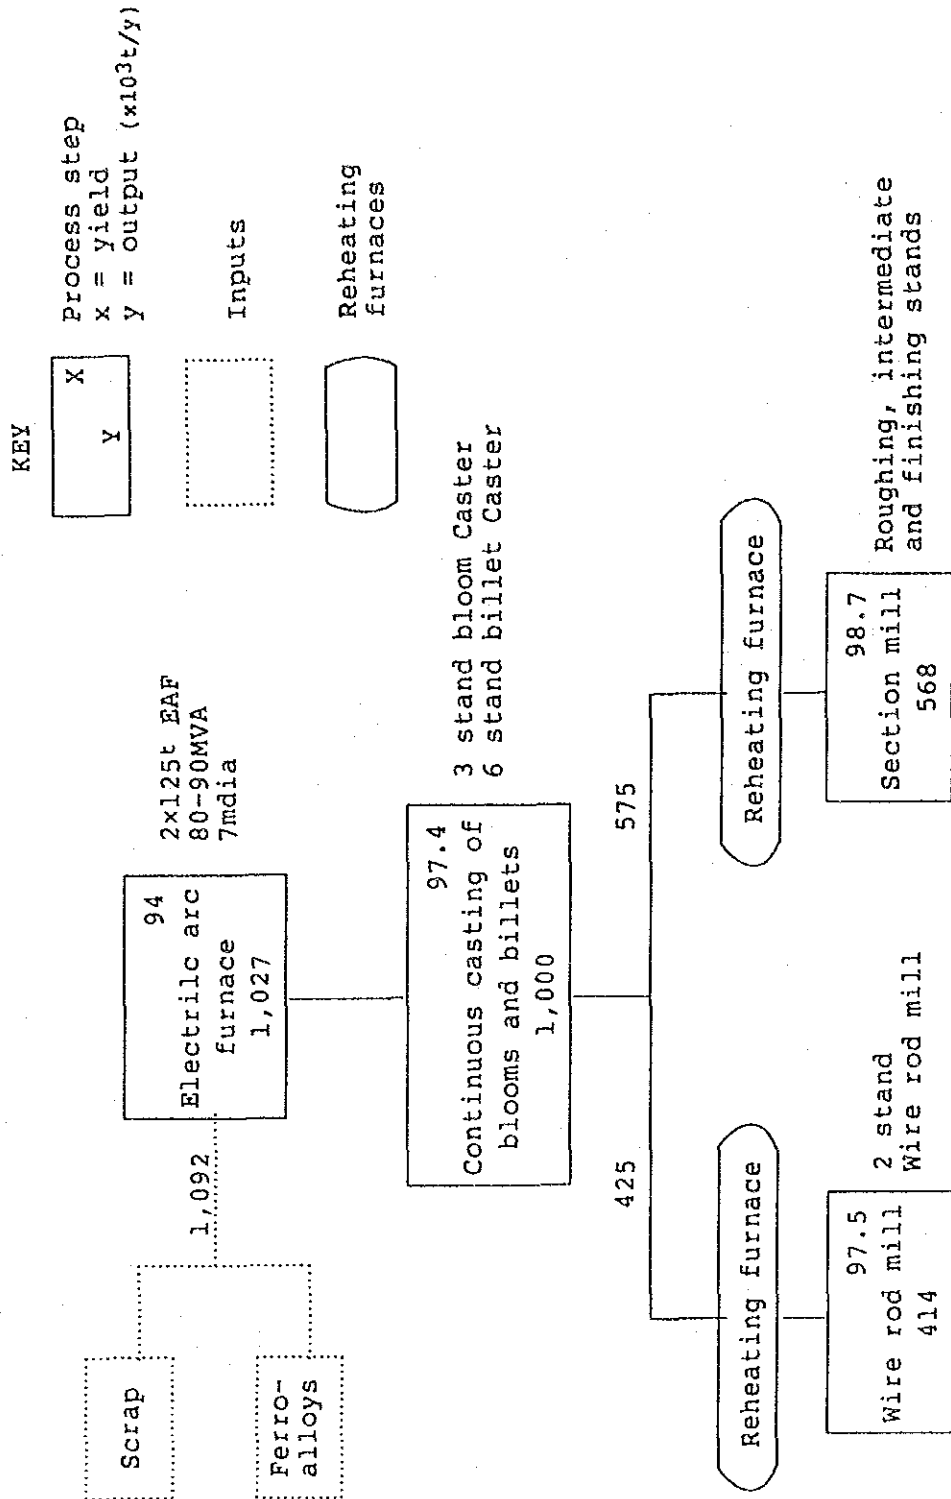 KEY
X
Y
Process step
x = yield
y = output (x10³t/y)
Inputs
Reheating
furnaces
Scrap
Ferro-
alloys
1,092
94
Electrilc arc
furnace
1,027
2x125t EAF
80-90MVA
7mdia
97.4
Continuous casting of
blooms and billets
1,000
3 stand bloom Caster
6 stand billet Caster
425
575
Reheating furnace
Reheating furnace
97.5
Wire rod mill
414
2 stand
Wire rod mill
98.7
Section mill
568
Roughing, intermediate
and finishing stands